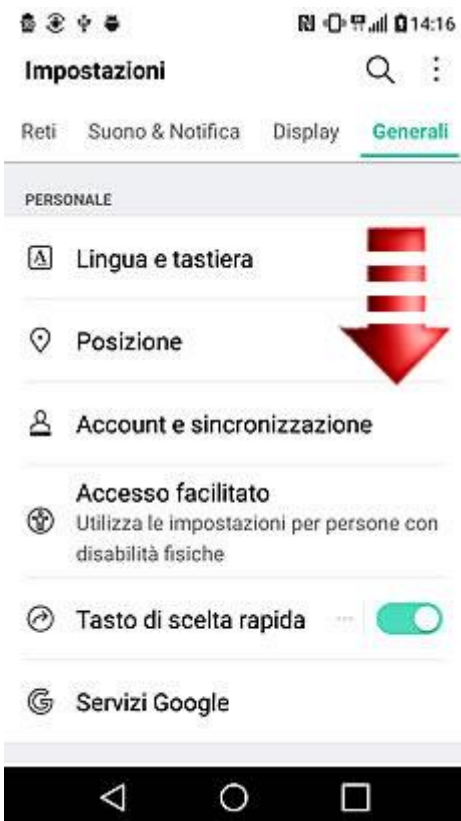 14:16
Impostazioni
Reti Suono & Notifica Display Generali
PERSONALE
Lingua e tastiera
Posizione
Account e sincronizzazione
Accesso facilitato
Utilizza le impostazioni per persone con
disabilità fisiche
Tasto di scelta rapida
Servizi Google